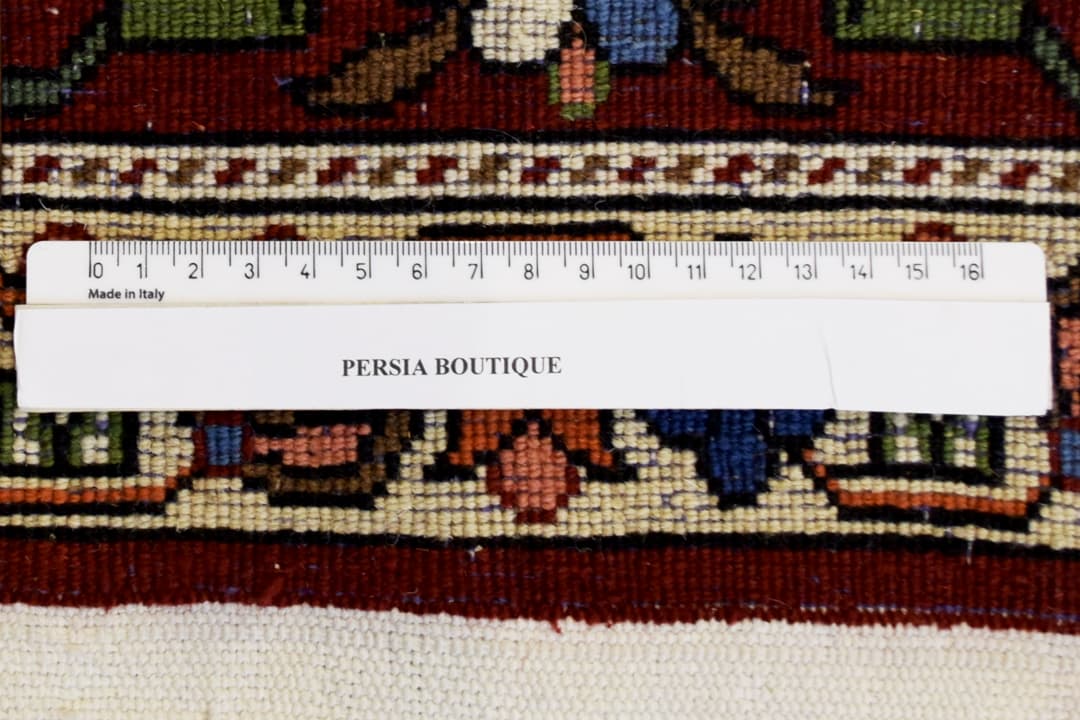 0 1 2 3 4 5 6 7 8 9 10 11 12 13 14 15 16
Made in Italy
PERSIA BOUTIQUE